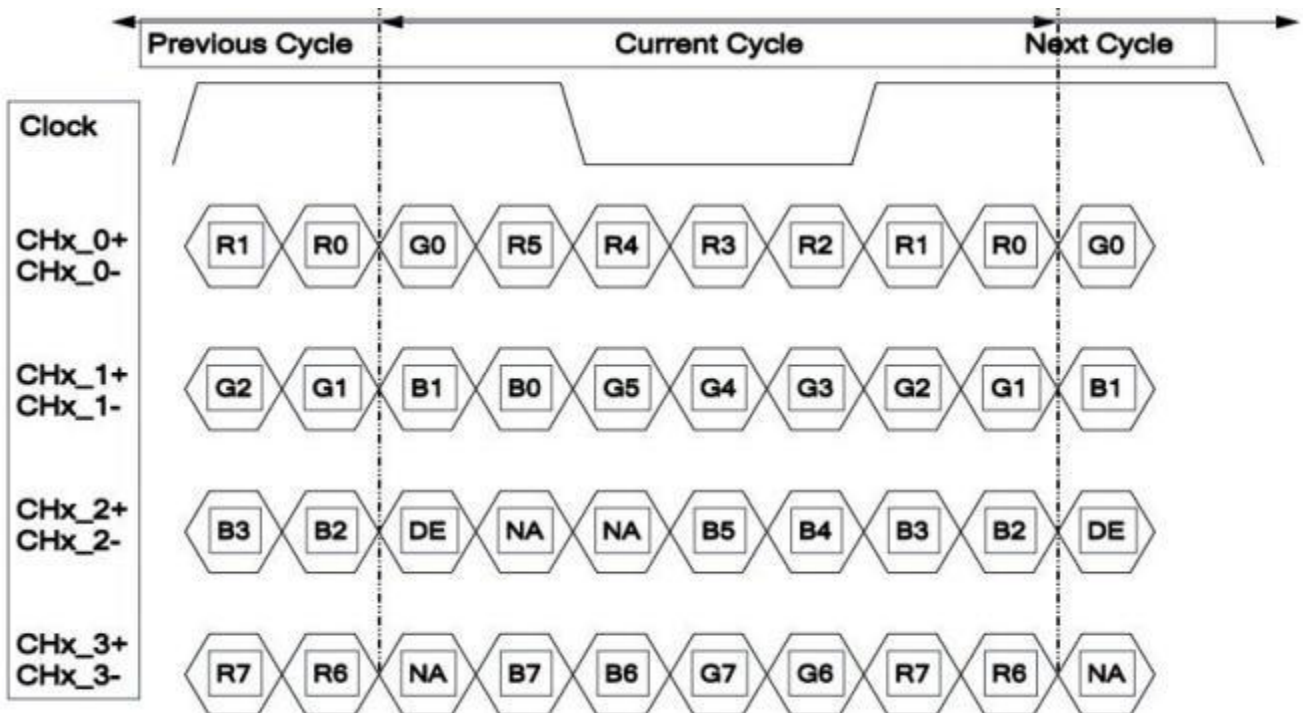 Previous Cycle Current Cycle Next Cycle
Clock
CHx_0+ R1 R0 G0 R5 R4 R3 R2 R1 R0 G0
CHx_0-
CHx_1+ G2 G1 B1 B0 G5 G4 G3 G2 G1 B1
CHx_1-
CHx_2+ B3 B2 DE NA NA B5 B4 B3 B2 DE
CHx_2-
CHx_3+ R7 R6 NA B7 B6 G7 G6 R7 R6 NA
CHx_3-